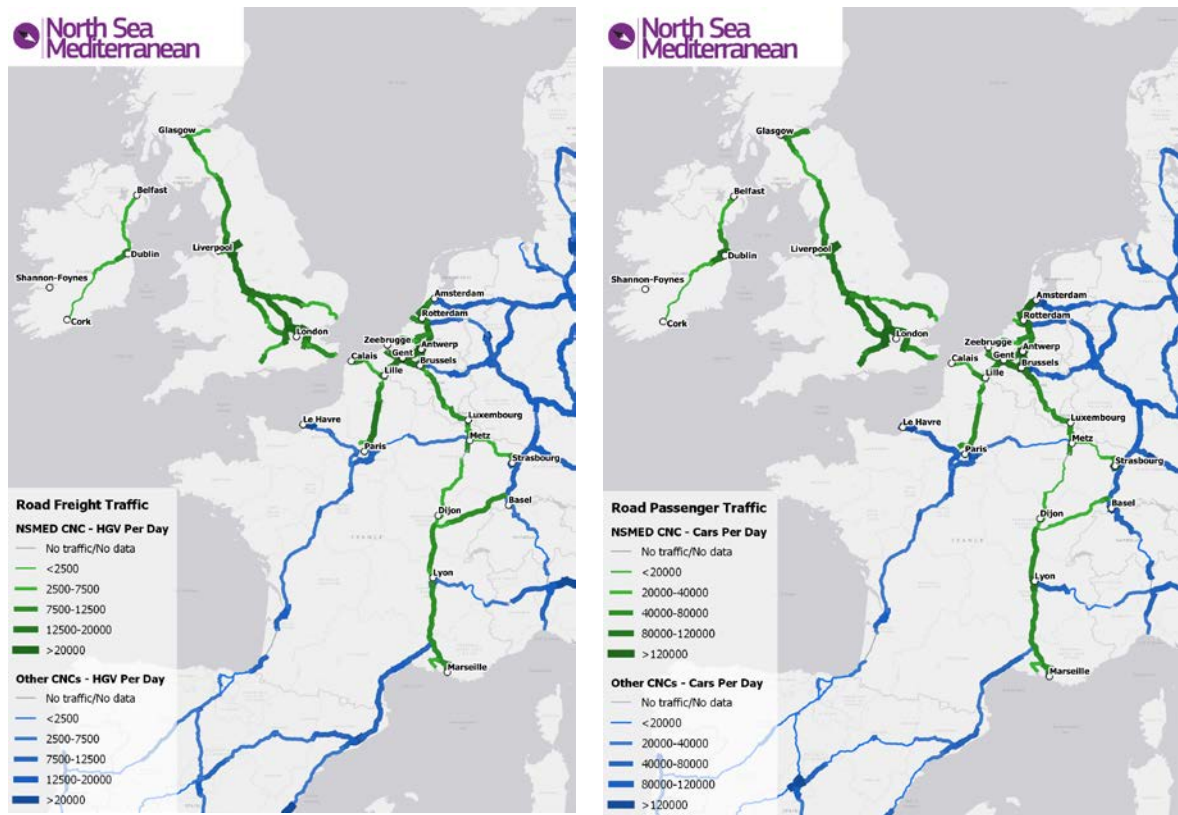 North Sea
Mediterranean
Glasgow
Belfast
Liverpool
Dublin
Shannon-Foynes
Cork
London
Amsterdam
Rotterdam
Zeebrugge
Antwerp
Calais
Gent
Brussels
Lille
Le Havre
Luxembourg
Paris
Metz
Strasbourg
Basel
Dijon
Lyon
Marseille
Road Freight Traffic
NSMED CNC - HGV Per Day
No traffic/No data
<2500
2500-7500
7500-12500
12500-20000
>20000
Other CNCs - HGV Per Day
No traffic/No data
<2500
2500-7500
7500-12500
12500-20000
>20000
North Sea
Mediterranean
Glasgow
Belfast
Liverpool
Dublin
Shannon-Foynes
Cork
London
Amsterdam
Rotterdam
Zeebrugge
Antwerp
Calais
Gent
Brussels
Lille
Le Havre
Luxembourg
Paris
Metz
Strasbourg
Basel
Dijon
Lyon
Marseille
Road Passenger Traffic
NSMED CNC - Cars Per Day
No traffic/No data
<20000
20000-40000
40000-80000
80000-120000
>120000
Other CNCs - Cars Per Day
No traffic/No data
<20000
20000-40000
40000-80000
80000-120000
>120000